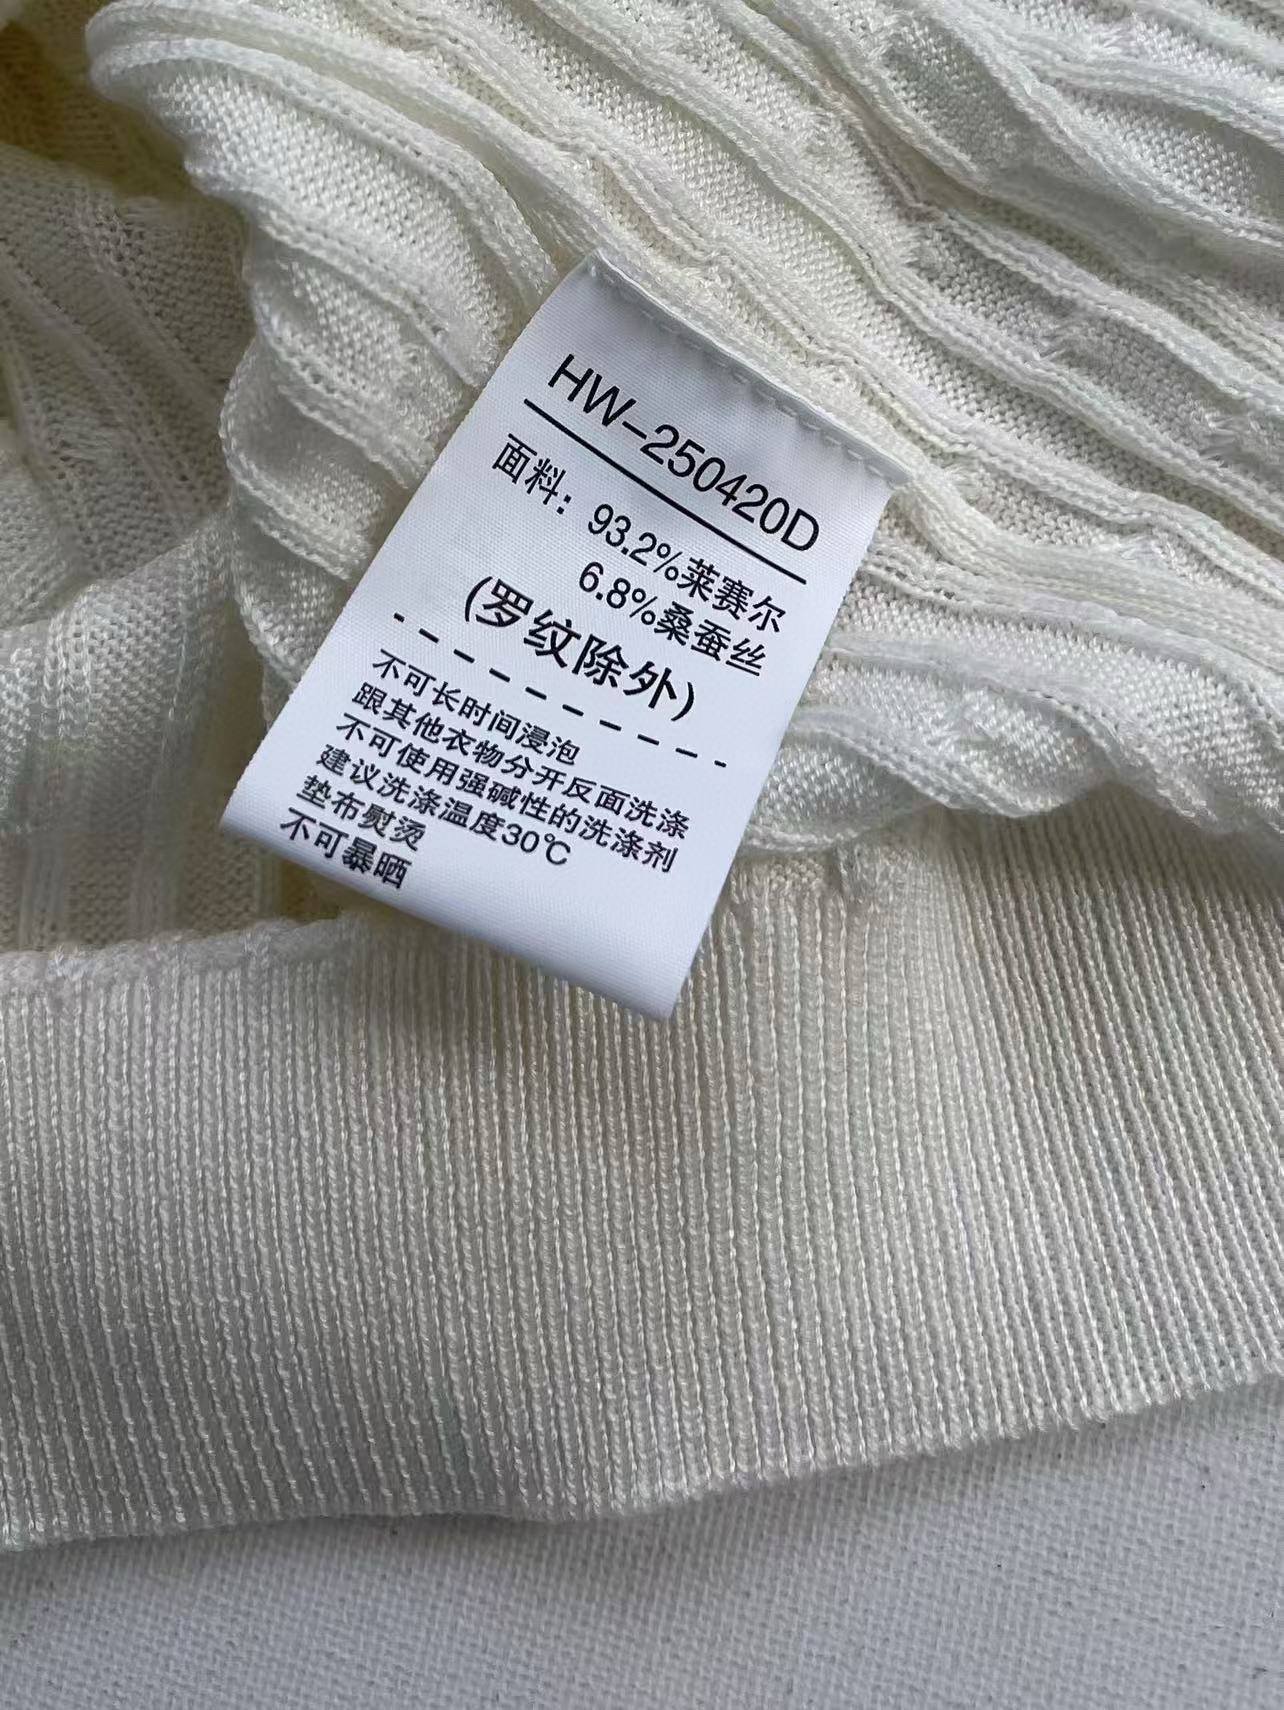 HW-250420D
面料：93.2%莱赛尔
6.8%桑蚕丝
(罗纹除外)
不可长时间浸泡
跟其他衣物分开反面洗涤
不可使用强碱性的洗涤剂
建议洗涤温度30℃
垫布熨烫
不可暴晒